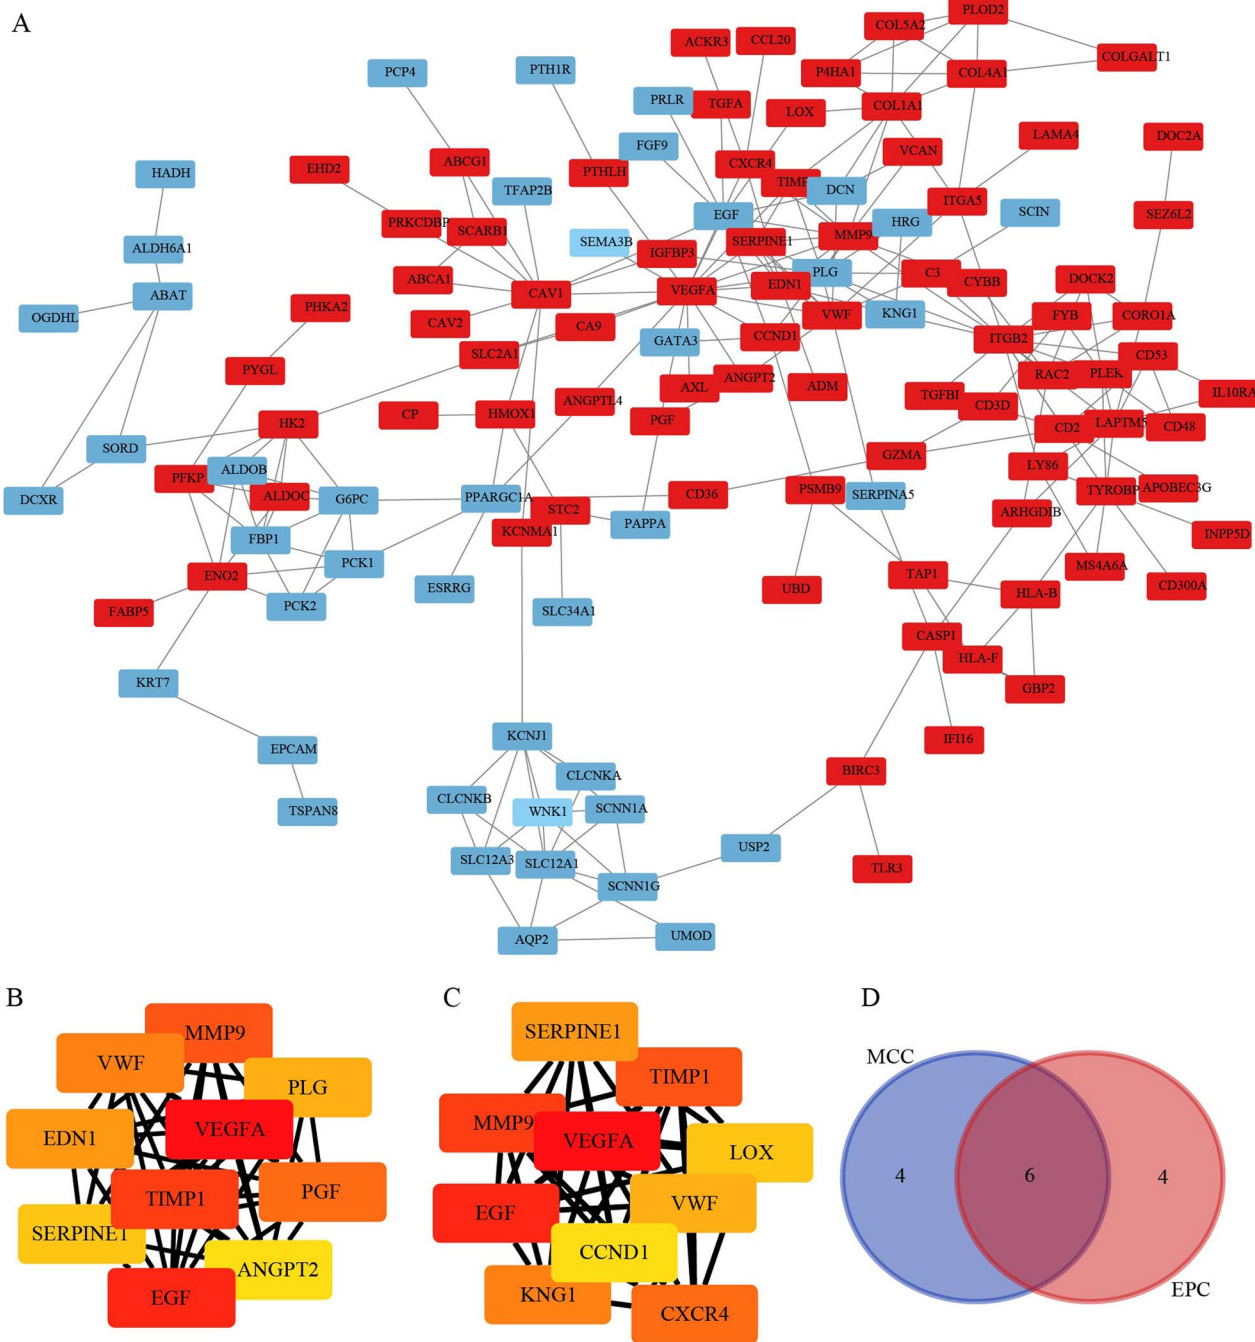 A
PLOD2
COL5A2
ACKR3
CCL20
COLGALT1
PCP4
PTH1R
P4HA1
COL4A1
PRLR
TGFA
LOX
COL1A1
LAMA4
DOC2A
FGF9
VCAN
HADH
EHD2
ABCG1
PTHLH
CXCR4
TIMP
DCN
TFAP2B
ITGA5
SCIN
SEZ6L2
PRKCDBP
SCARB1
EGF
HRG
ALDH6A1
SEMA3B
IGFBP3
SERPINE1
MMP9
ABCA1
PLG
C3
CYBB
DOCK2
ABAT
CAV1
VEGFA
EDN1
PHKA2
OGDHL
CAV2
CA9
VWF
KNG1
FYB
CORO1A
GATA3
CCND1
ITGB2
SLC2A1
CD53
PYGL
AXL
ANGPT2
ADM
RAC2
PLEK
IL10RA
CP
HMOX1
ANGPTL4
PGF
TGFBI
CD3D
HK2
CD2
LAPTM5
CD48
SORD
GZMA
LY86
ALDOB
PFKP
DCXR
ALDOC
G6PC
PPARGC1A
CD36
PSMB9
SERPINA5
TYROBP
APOBEC3G
STC2
ARHGDIB
PAPPA
KCNMA1
FBP1
INPP5D
PCK1
MS4A6A
ENO2
TAP1
UBD
CD300A
ESRRG
HLA-B
PCK2
FABP5
SLC34A1
CASP1
HLA-F
KRT7
GBP2
KCNJ1
IFI16
EPCAM
CLCNKA
BIRC3
CLCNKB
WNK1
SCNN1A
TSPAN8
USP2
SLC12A3
SLC12A1
TLR3
SCNN1G
AQP2
UMOD
B
MMP9
VWF
PLG
EDN1
VEGFA
TIMP1
PGF
SERPINE1
ANGPT2
EGF
C
SERPINE1
TIMP1
MMP9
VEGFA
LOX
EGF
VWF
CCND1
KNG1
CXCR4
D
MCC
4
6
4
EPC